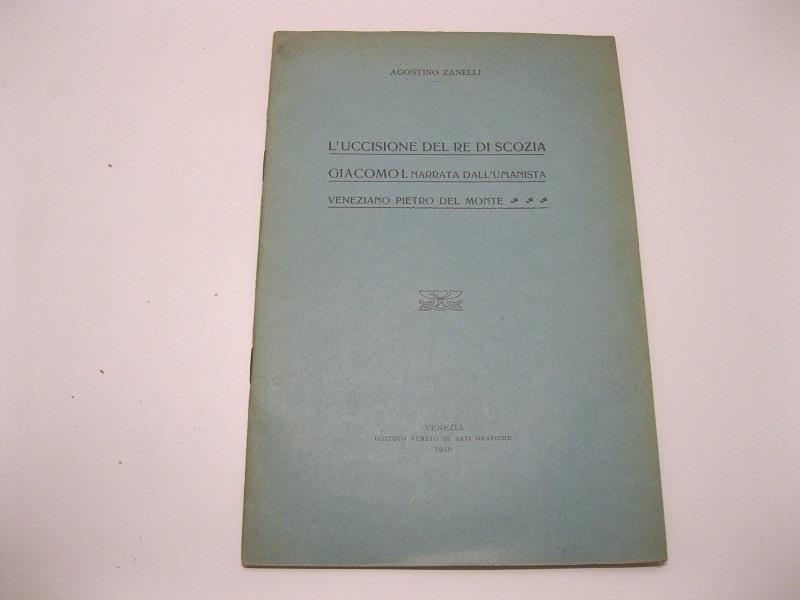 AGOSTINO ZANELLI
L'UCCISIONE DEL RE DI SCOZIA
GIACOMO I. NARRATA DALL'UMANISTA
VENEZIANO PIETRO DEL MONTE
VENEZIA
ISTITUTO VENETO DI ARTI GRAFICHE
1910